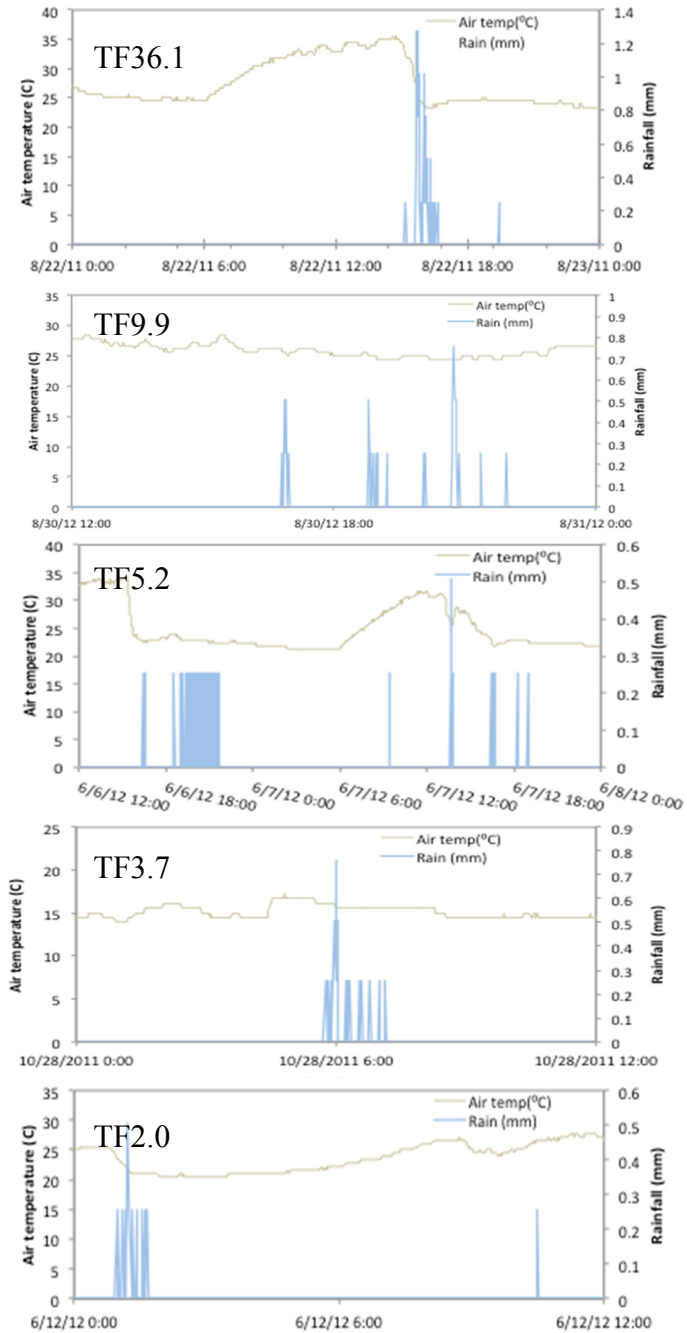 TF36.1
Air temp(⁰C)
Rain (mm)
Air temperature (C)
Rainfall (mm)
40
35
30
25
20
15
10
5
0
1.4
1.2
1
0.8
0.6
0.4
0.2
0
8/22/11 0:00 8/22/11 6:00 8/22/11 12:00 8/22/11 18:00 8/23/11 0:00
TF9.9
Air temp(⁰C)
Rain (mm)
Air temperature (C)
Rainfall (mm)
35
30
25
20
15
10
5
0
1
0.9
0.8
0.7
0.6
0.5
0.4
0.3
0.2
0.1
0
8/30/12 12:00 8/30/12 18:00 8/31/12 0:00
TF5.2
Air temp(⁰C)
Rain (mm)
Air temperature (C)
Rainfall (mm)
40
35
30
25
20
15
10
5
0
0.6
0.5
0.4
0.3
0.2
0.1
0
6/6/12 12:00 6/6/12 18:00 6/7/12 0:00 6/7/12 6:00 6/7/12 12:00 6/7/12 18:00 6/8/12 0:00
TF3.7
Air temp(⁰C)
Rain (mm)
Air temperature (C)
Rainfall (mm)
25
20
15
10
5
0
0.9
0.8
0.7
0.6
0.5
0.4
0.3
0.2
0.1
0
10/28/2011 0:00 10/28/2011 6:00 10/28/2011 12:00
TF2.0
Air temp(⁰C)
Rain (mm)
Air temperature (C)
Rainfall (mm)
35
30
25
20
15
10
5
0
0.6
0.5
0.4
0.3
0.2
0.1
0
6/12/12 0:00 6/12/12 6:00 6/12/12 12:00